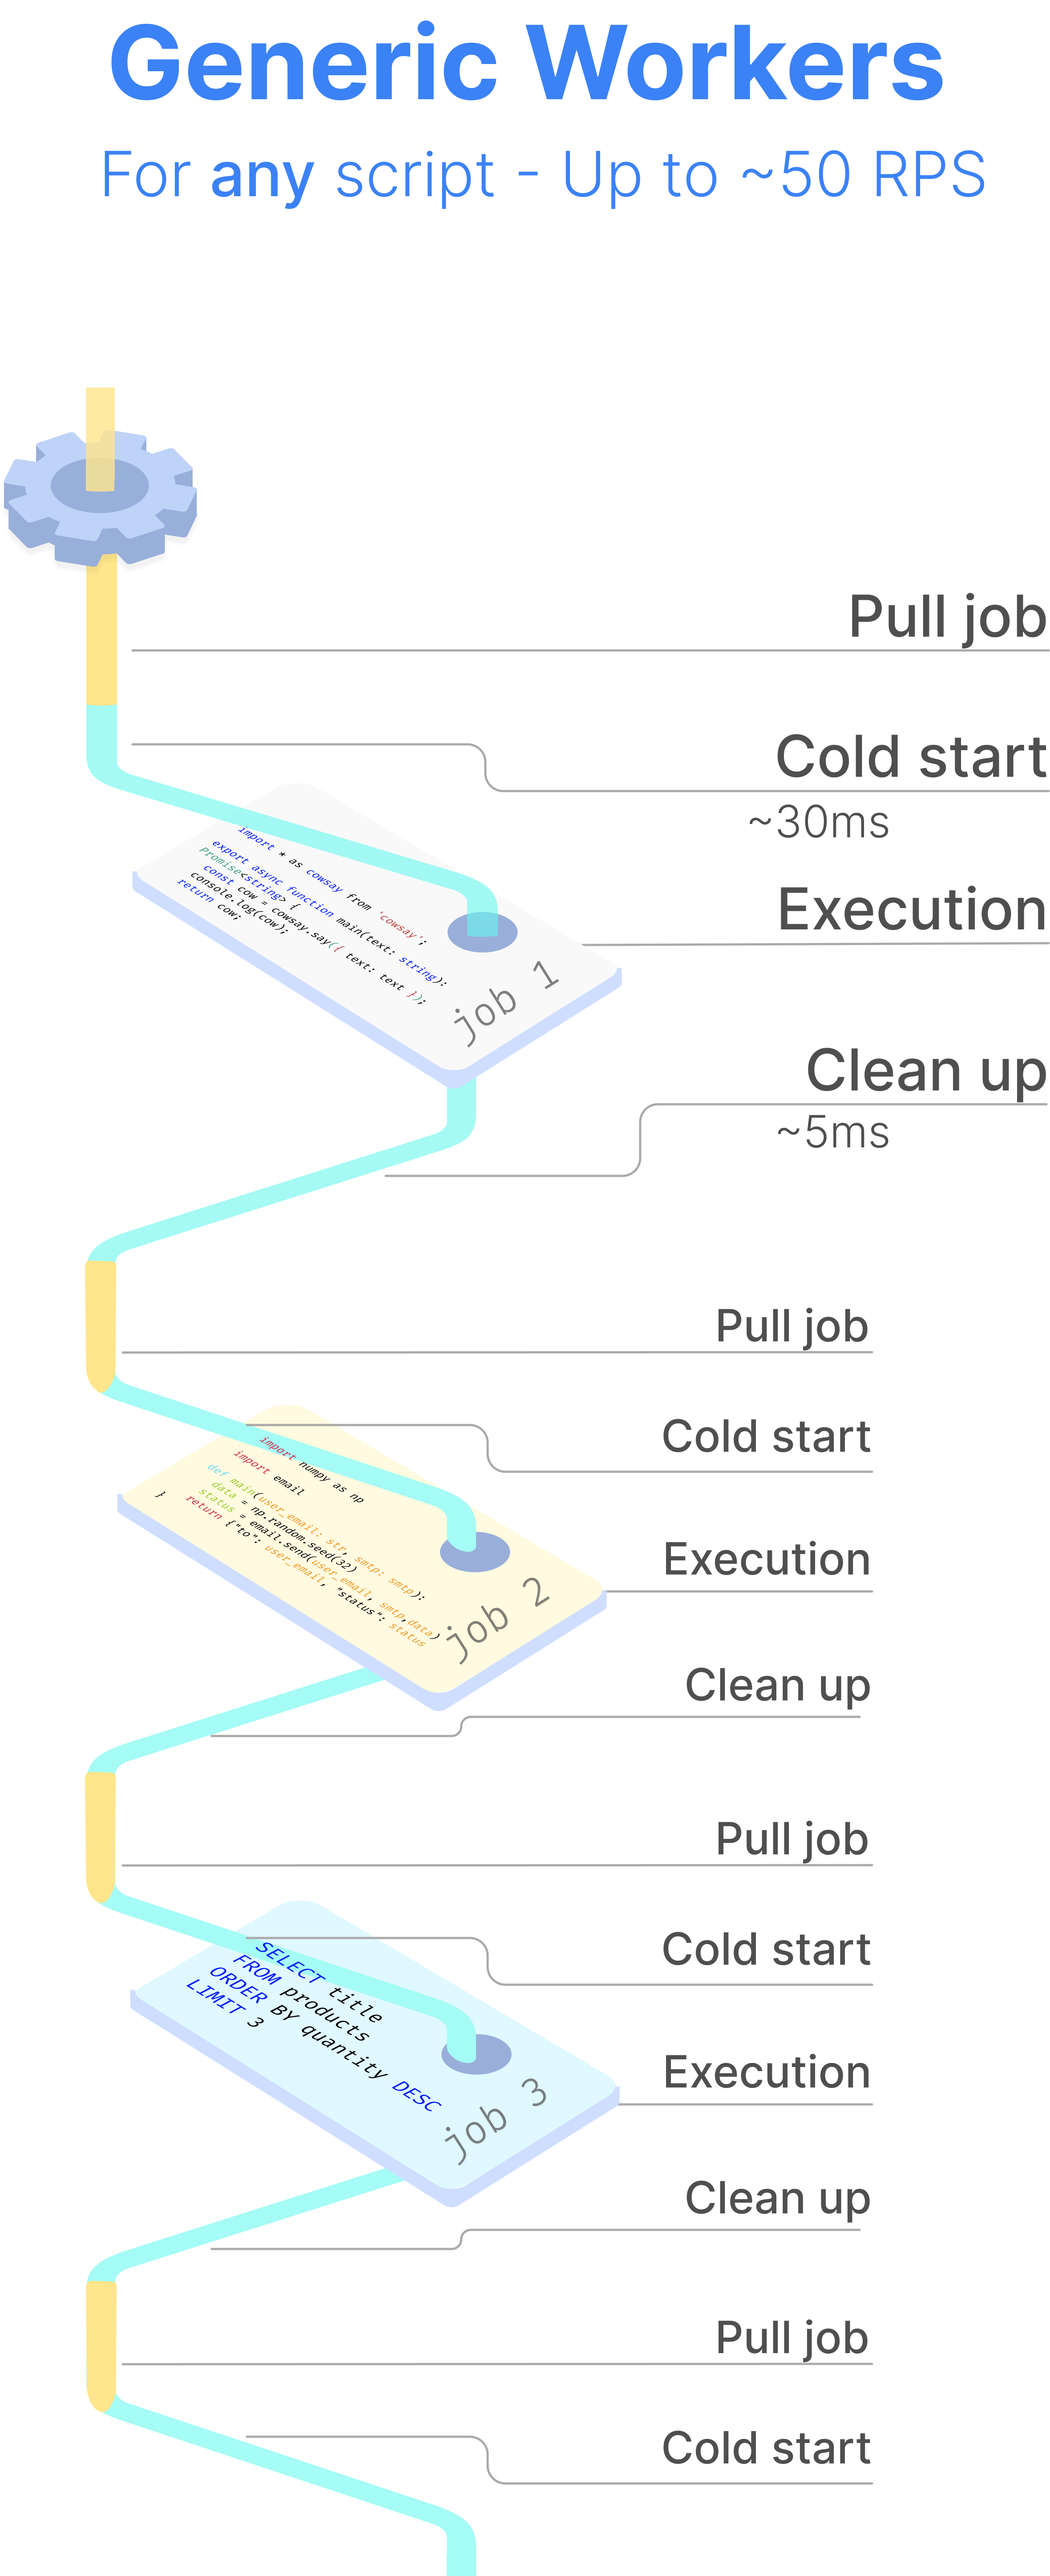 Generic Workers
For any script - Up to ~50 RPS
Pull job
Cold start
~30ms
import * as cowsay from 'cowsay';
export async function main(text: string):
Promise<string> {
const cow = cowsay.say({ text: text });
console.log(cow);
return cow;
job 1
Execution
Clean up
~5ms
Pull job
Cold start
import numpy as np
import email
def main(user_email: str, smtp: smtp):
data = np.random.seed(32)
status = email.send(user_email, smtp,data)
return {"to": user_email, "status": status
}
job 2
Execution
Clean up
Pull job
Cold start
SELECT title
FROM products
ORDER BY quantity DESC
LIMIT 3
job 3
Execution
Clean up
Pull job
Cold start